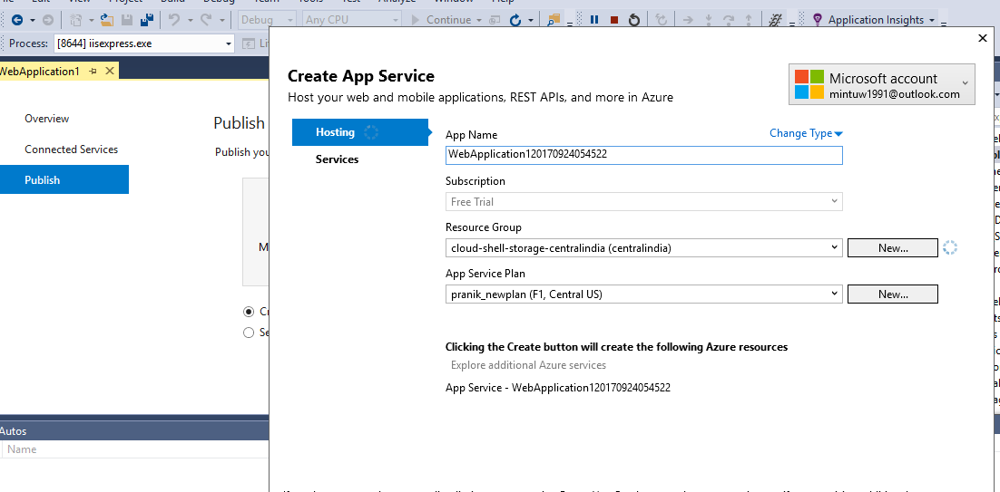 Debug Any CPU Continue Application Insights
Process: [8644] iisexpress.exe
WebApplication1
Create App Service
Host your web and mobile applications, REST APIs, and more in Azure
Microsoft account
mintuw1991@outlook.com
Overview
Connected Services
Publish
Publish
Publish you
Hosting
Services
App Name
Change Type
WebApplication120170924054522
Subscription
Free Trial
Resource Group
cloud-shell-storage-centralindia (centralindia)
New...
App Service Plan
pranik_newplan (F1, Central US)
New...
M
Cr
Se
Clicking the Create button will create the following Azure resources
Explore additional Azure services
App Service - WebApplication120170924054522
Autos
Name